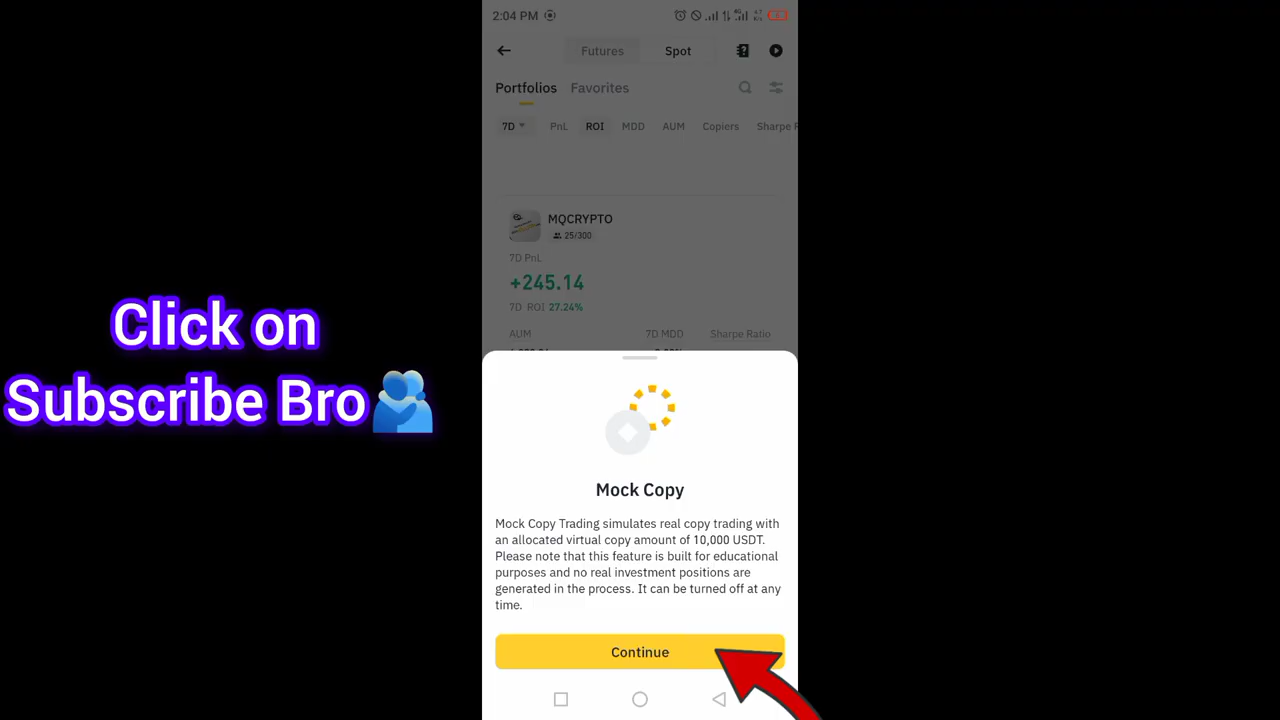 2:04 PM
Futures
Spot
Portfolios
Favorites
7D
PnL
ROI
MDD
AUM
Copiers
Sharpe R
MQCRYPTO
25/300
7D PnL
+245.14
7D ROI 27.24%
AUM
7D MDD
Sharpe Ratio
Click on
Subscribe Bro
Mock Copy
Mock Copy Trading simulates real copy trading with
an allocated virtual copy amount of 10,000 USDT.
Please note that this feature is built for educational
purposes and no real investment positions are
generated in the process. It can be turned off at any
time.
Continue